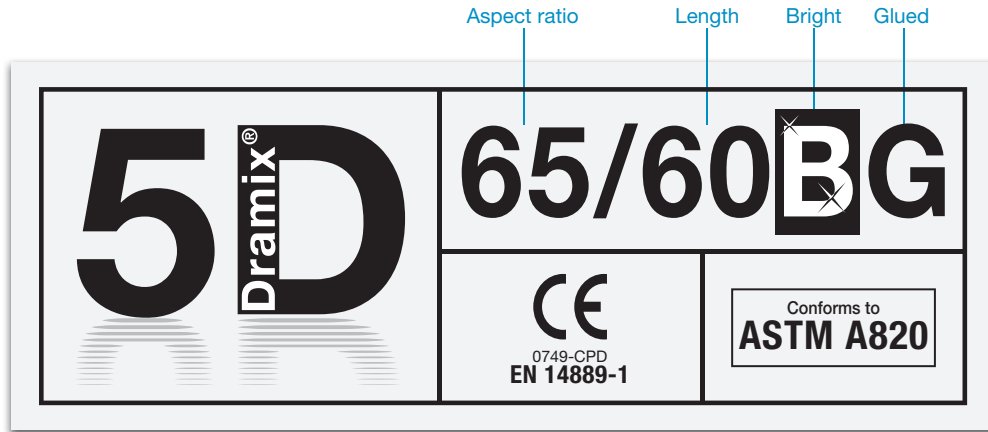 Aspect ratio Length Bright Glued
5D
Dramix®
65/60BG
CE
0749-CPD
EN 14889-1
Conforms to
ASTM A820